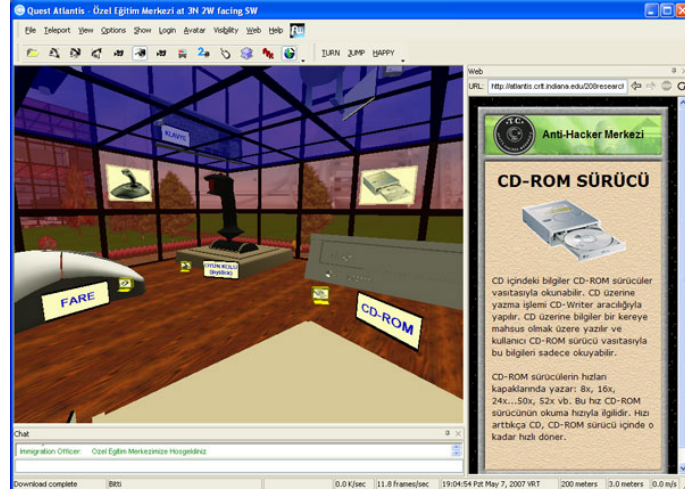 Quest Atlantis - Özel Eğitim Merkezi at 3N 2W facing SW
File Teleport View Options Show Login Avatar Visibility Web Help
TURN JUMP HAPPY
Web
URL: http://atlantis.crlt.indiana.edu/208research
KLAVYE
FARE
OYUN KOLU
(Joystick)
CD-ROM
T.C.
Anti-Hacker Merkezi
CD-ROM SÜRÜCÜ
CD içindeki bilgiler CD-ROM sürücüler
vasıtasıyla okunabilir. CD üzerine
yazma işlemi CD-Writer aracılığıyla
yapılır. CD üzerine bilgiler bir kereye
mahsus olmak üzere yazılır ve
kullanıcı CD-ROM sürücü vasıtasıyla
bu bilgileri sadece okuyabilir.
CD-ROM sürücülerin hızları
kapaklarında yazar: 8x, 16x,
24x...50x, 52x vb. Bu hız CD-ROM
sürücünün okuma hızıyla ilgilidir. Hızı
arttıkça CD, CD-ROM sürücü içinde o
kadar hızlı döner.
Chat
Immigration Officer: Ozel Egitim Merkezimize Hosgeldiniz
Download complete Bitti 0.0 K/sec 11.8 frames/sec 19:04:54 Pzt May 7, 2007 VRT 200 meters 3.0 meters 0.0 m/s